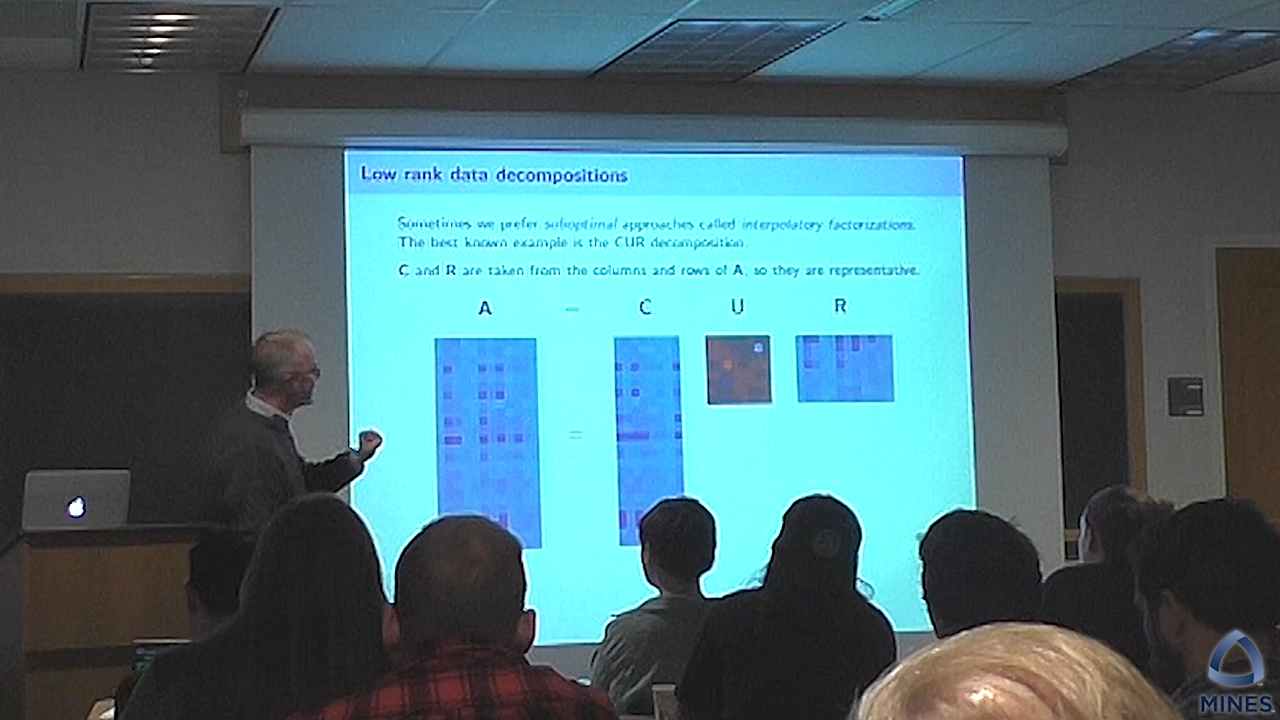 Low rank data decompositions
Sometimes we prefer suboptimal approaches called interpolatory factorizations.
The best known example is the CUR decomposition.
C and R are taken from the columns and rows of A, so they are representative.
A = C U R
=
MINES